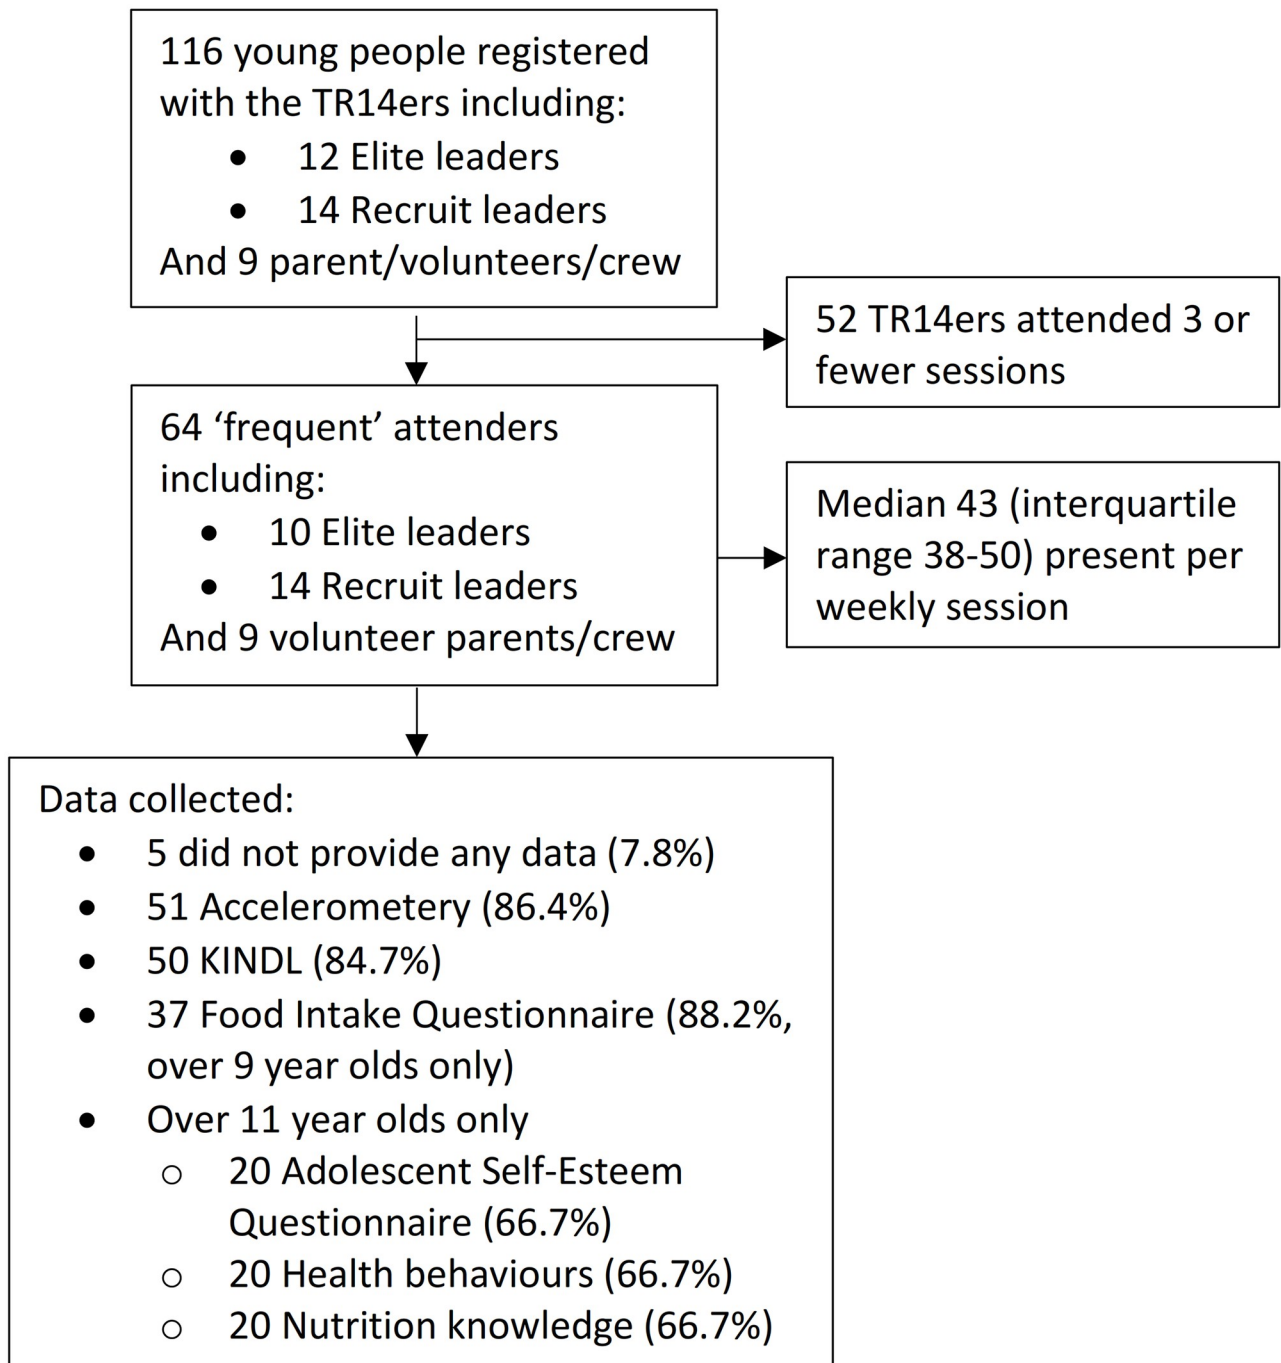 116 young people registered
with the TR14ers including:
• 12 Elite leaders
• 14 Recruit leaders
And 9 parent/volunteers/crew
52 TR14ers attended 3 or
fewer sessions
64 ‘frequent’ attenders
including:
• 10 Elite leaders
• 14 Recruit leaders
And 9 volunteer parents/crew
Median 43 (interquartile
range 38-50) present per
weekly session
Data collected:
• 5 did not provide any data (7.8%)
• 51 Accelerometery (86.4%)
• 50 KINDL (84.7%)
• 37 Food Intake Questionnaire (88.2%,
over 9 year olds only)
• Over 11 year olds only
o 20 Adolescent Self-Esteem
Questionnaire (66.7%)
o 20 Health behaviours (66.7%)
o 20 Nutrition knowledge (66.7%)